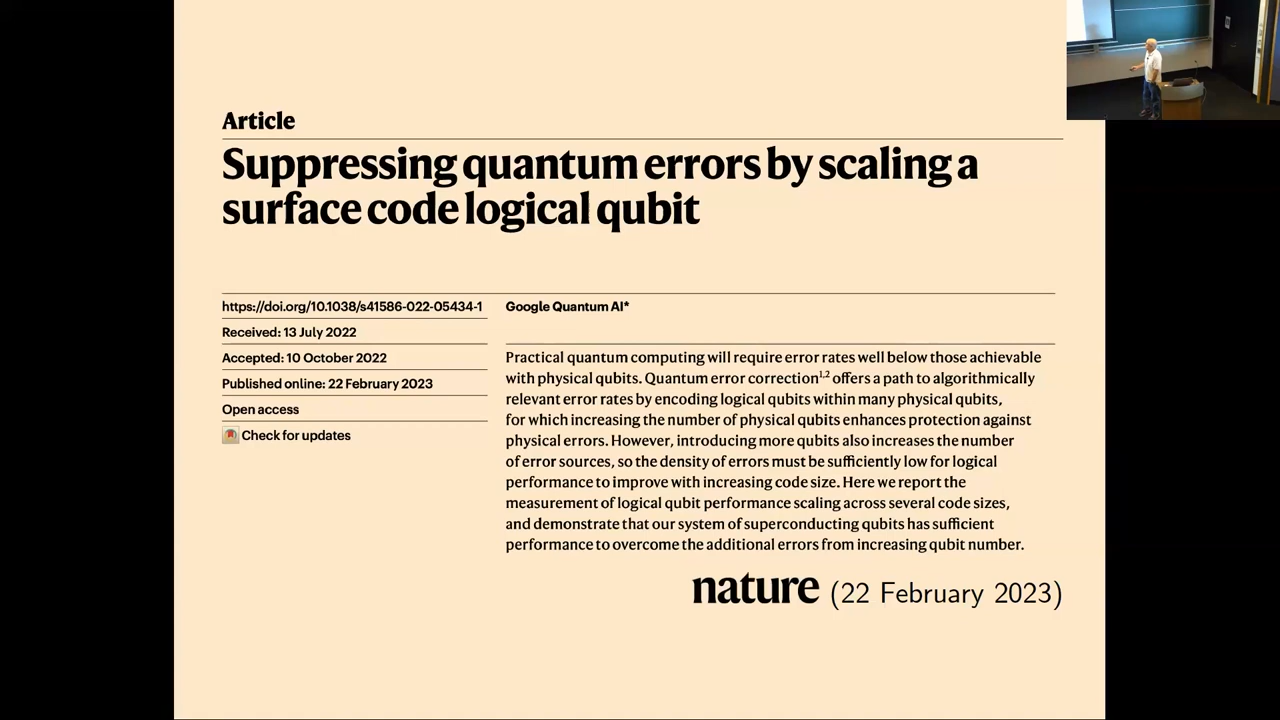 Article
Suppressing quantum errors by scaling a
surface code logical qubit
https://doi.org/10.1038/s41586-022-05434-1
Received: 13 July 2022
Accepted: 10 October 2022
Published online: 22 February 2023
Open access
Check for updates
Google Quantum AI*
Practical quantum computing will require error rates well below those achievable
with physical qubits. Quantum error correction1,2 offers a path to algorithmically
relevant error rates by encoding logical qubits within many physical qubits,
for which increasing the number of physical qubits enhances protection against
physical errors. However, introducing more qubits also increases the number
of error sources, so the density of errors must be sufficiently low for logical
performance to improve with increasing code size. Here we report the
measurement of logical qubit performance scaling across several code sizes,
and demonstrate that our system of superconducting qubits has sufficient
performance to overcome the additional errors from increasing qubit number.
nature (22 February 2023)